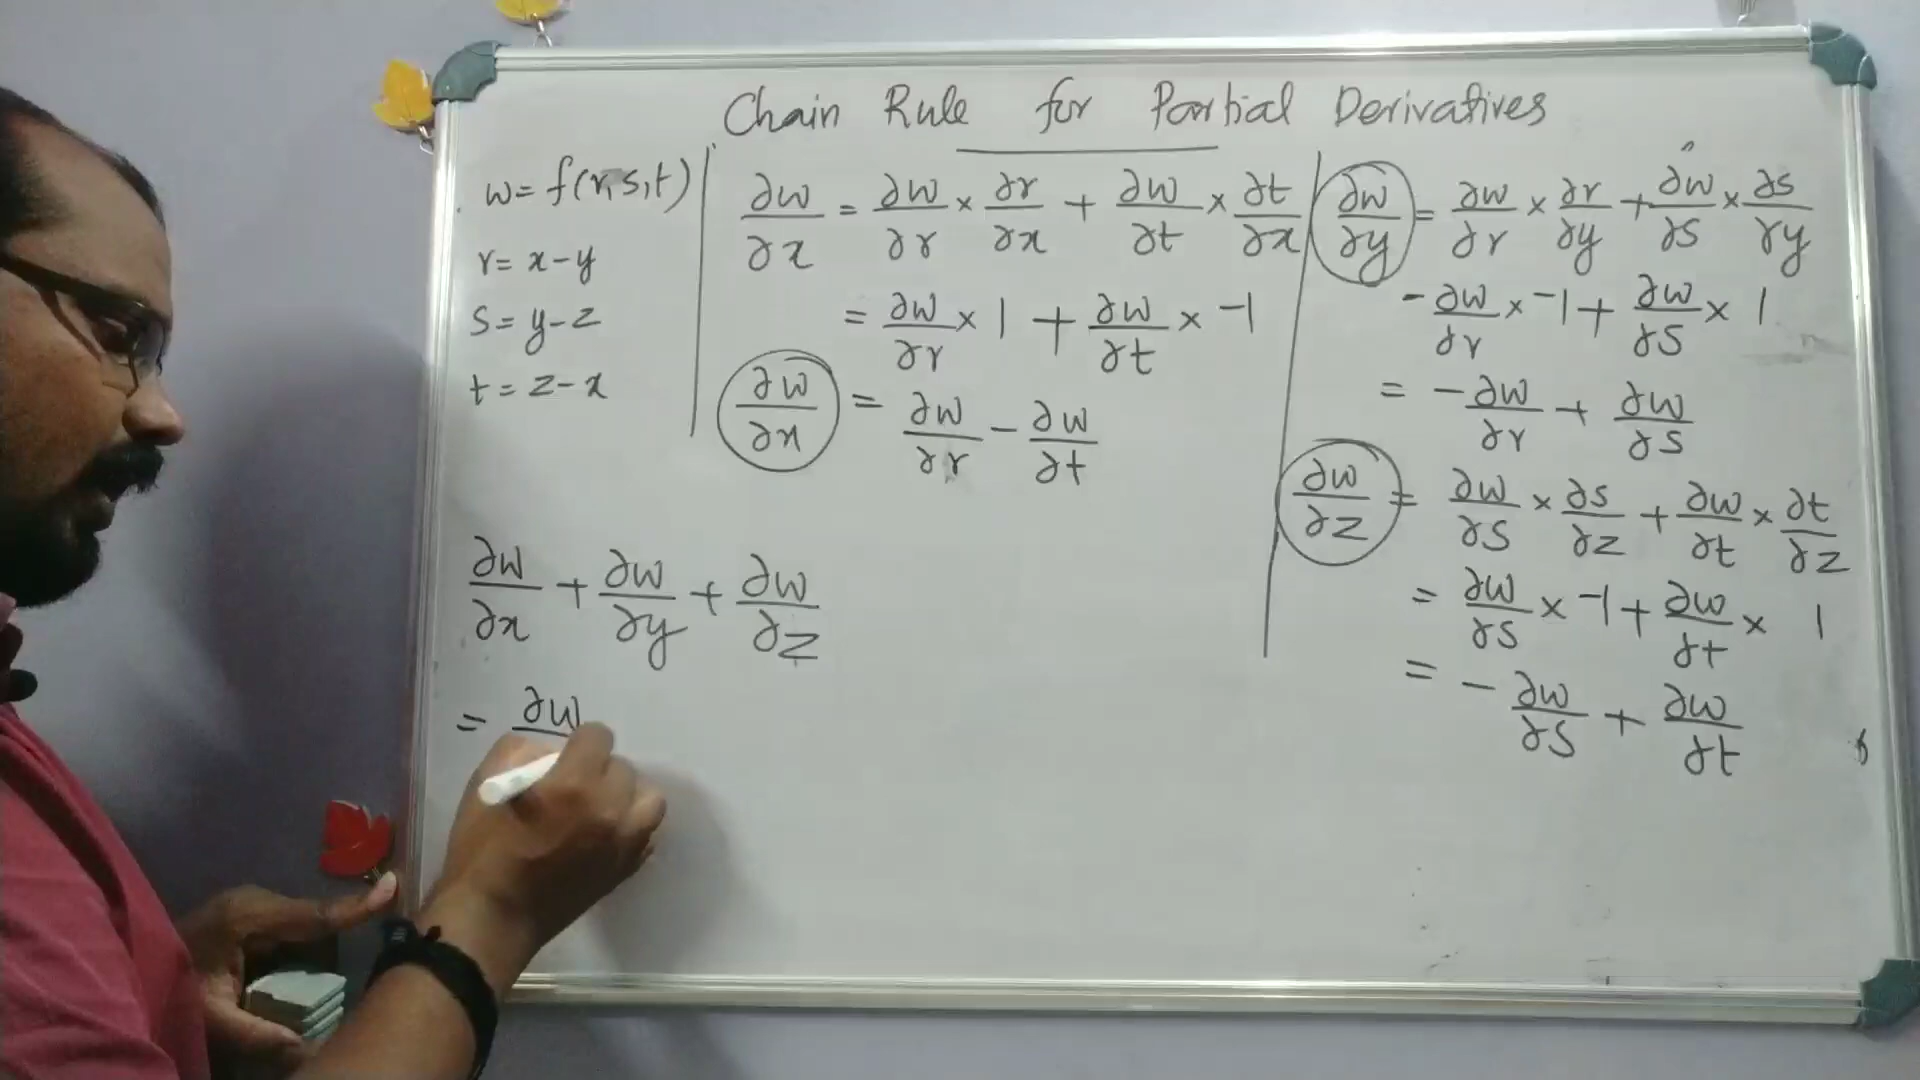 Chain Rule for Partial Derivatives
w = f(r, s, t)
r = x - y
s = y - z
t = z - x
∂w/∂x = ∂w/∂r × ∂r/∂x + ∂w/∂t × ∂t/∂x
= ∂w/∂r × 1 + ∂w/∂t × -1
∂w/∂x = ∂w/∂r - ∂w/∂t
∂w/∂y = ∂w/∂r × ∂r/∂y + ∂w/∂s × ∂s/∂y
- ∂w/∂r × -1 + ∂w/∂s × 1
= -∂w/∂r + ∂w/∂s
∂w/∂z = ∂w/∂s × ∂s/∂z + ∂w/∂t × ∂t/∂z
= ∂w/∂s × -1 + ∂w/∂t × 1
= -∂w/∂s + ∂w/∂t
∂w/∂x + ∂w/∂y + ∂w/∂z
= ∂w